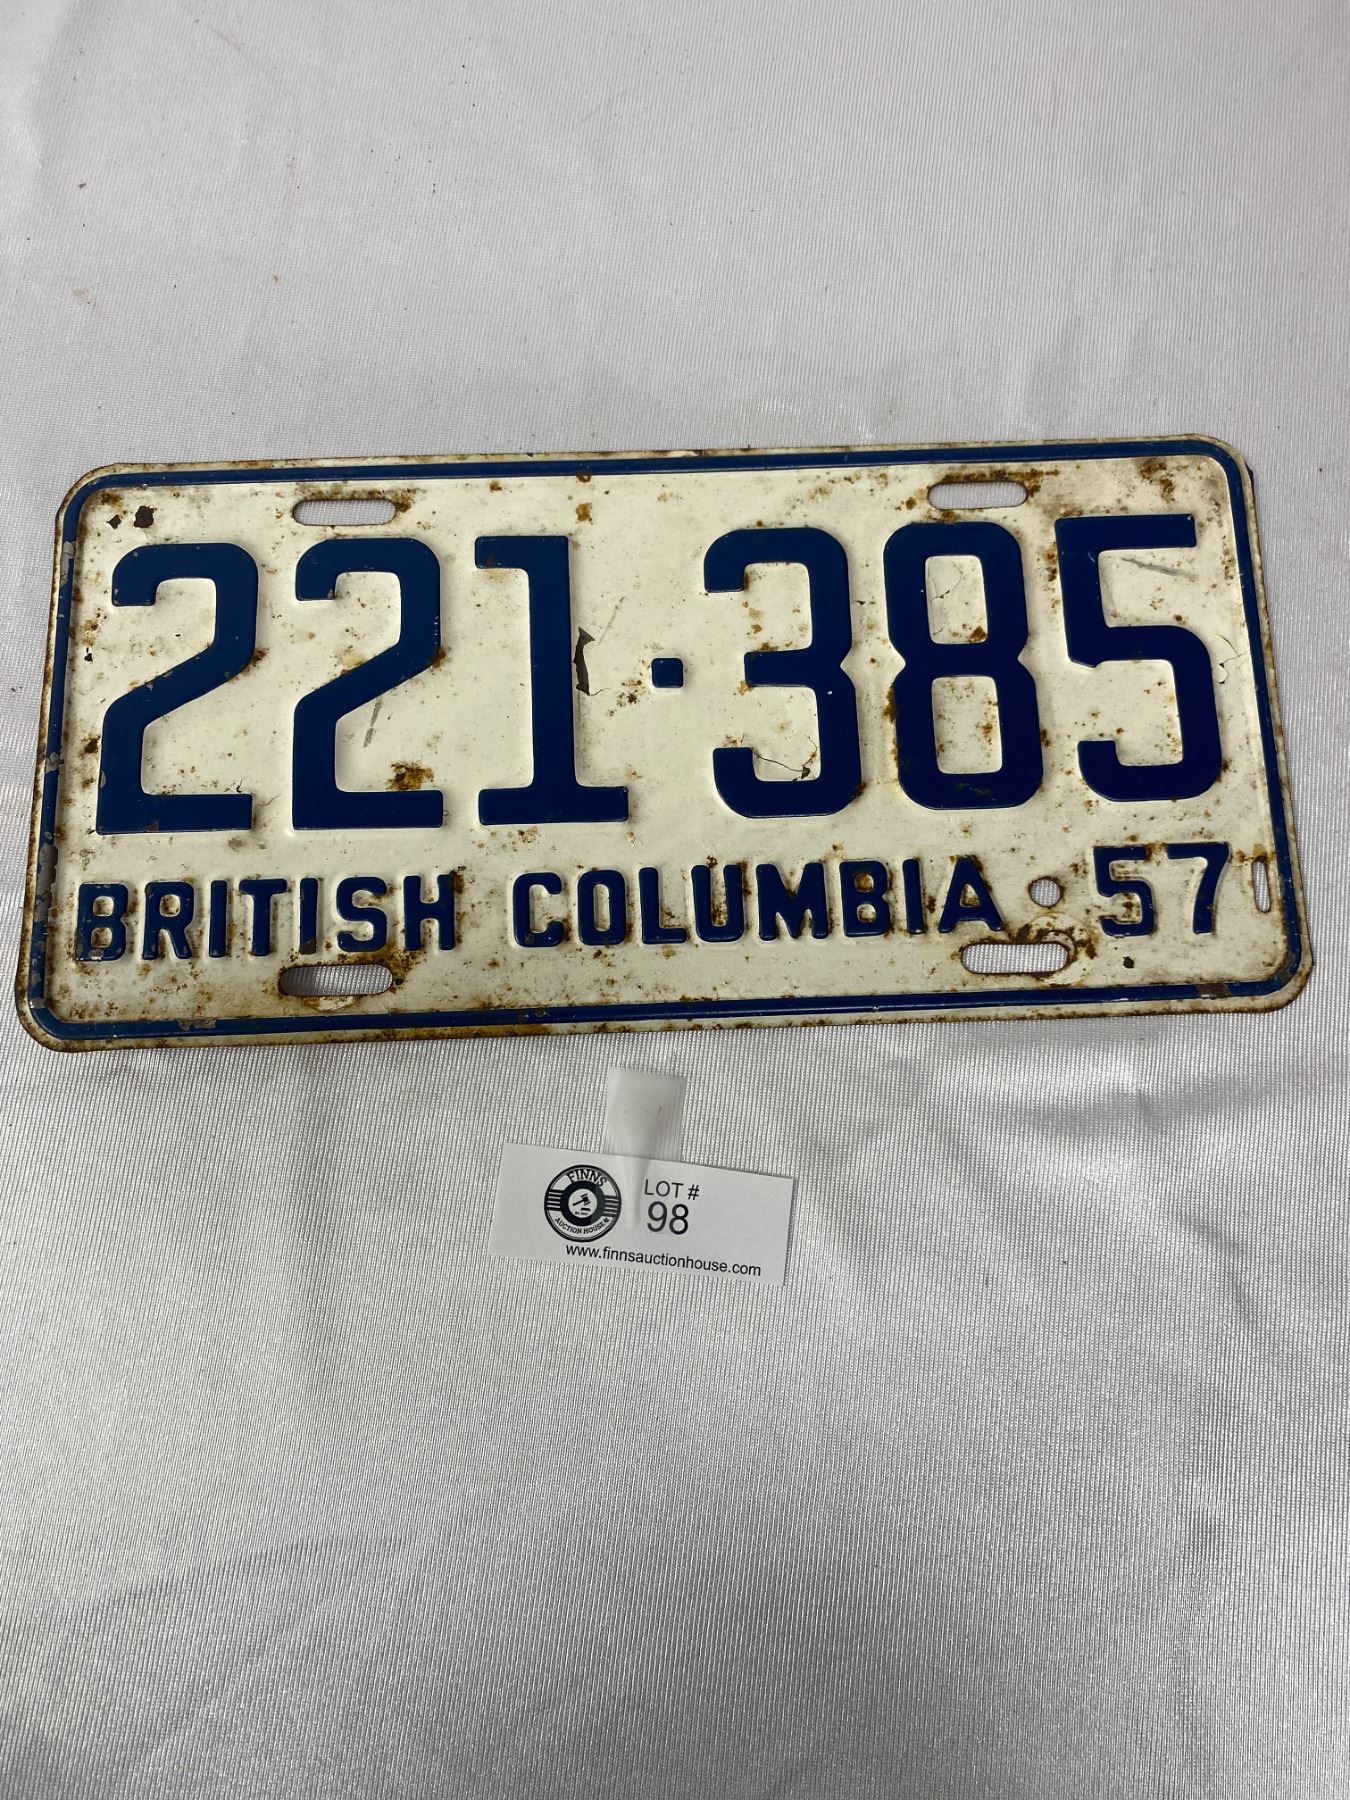 221·385
BRITISH COLUMBIA 57
FINNS
AUCTION HOUSE
LOT #
98
www.finnsauctionhouse.com